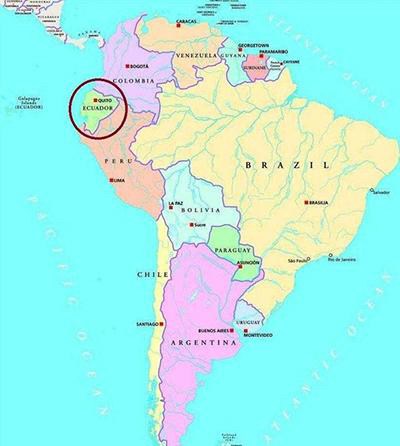 CARACAS
VENEZUELA
GEORGETOWN
PARAMARIBO
GUYANA
SURINAME
CAYENNE
BOGOTÁ
COLOMBIA
Galapagos
Islands
(ECUADOR)
QUITO
ECUADOR
PERU
LIMA
BRAZIL
BRASILIA
Salvador
LA PAZ
BOLIVIA
Sucre
PARAGUAY
ASUNCIÓN
São Paulo
Rio de Janeiro
CHILE
SANTIAGO
BUENOS AIRES
URUGUAY
MONTEVIDEO
ARGENTINA
PACIFIC OCEAN
ATLANTIC OCEAN
ATLANTIC OCEAN